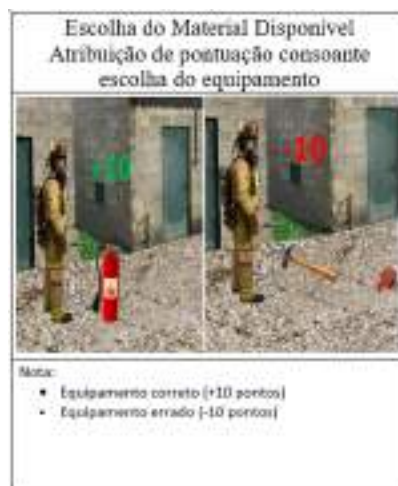 Escolha do Material Disponível
Atribuição de pontuação consoante
escolha do equipamento
+10
-10
Nota:
• Equipamento correto (+10 pontos)
• Equipamento errado (-10 pontos)